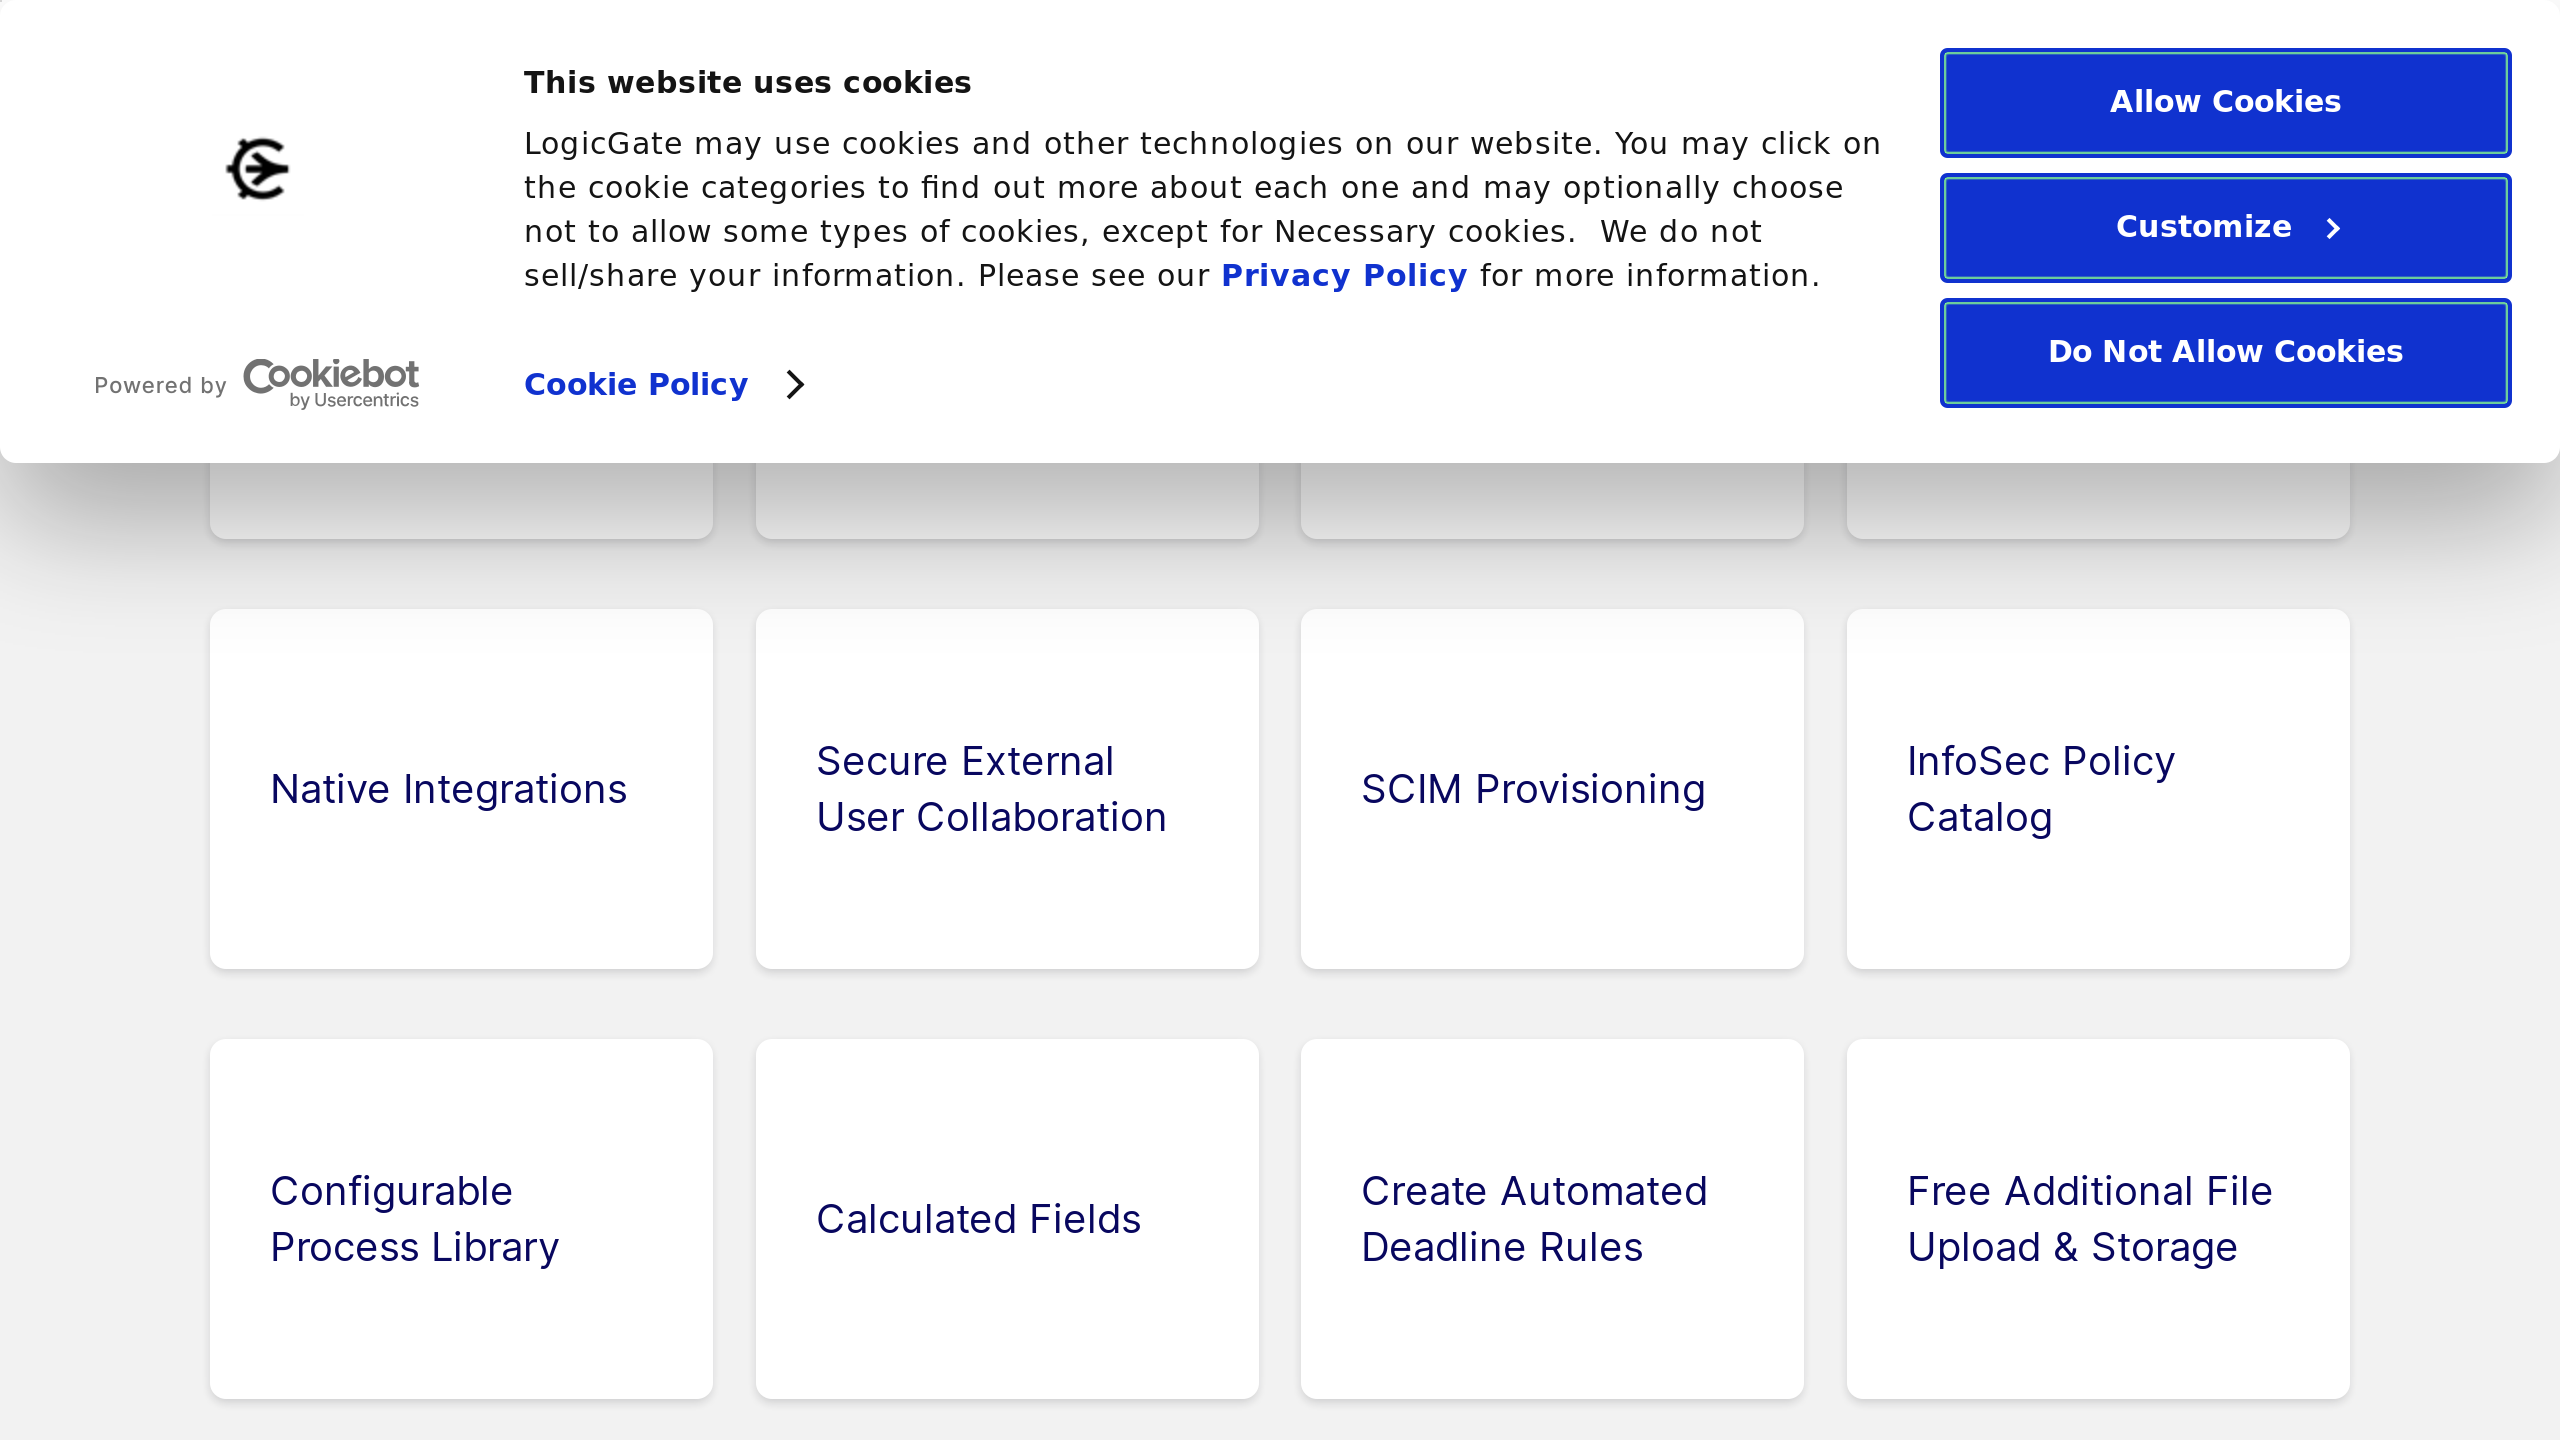 This website uses cookies
LogicGate may use cookies and other technologies on our website. You may click on
the cookie categories to find out more about each one and may optionally choose
not to allow some types of cookies, except for Necessary cookies.  We do not
sell/share your information. Please see our Privacy Policy for more information.
Powered by Cookiebot
by Usercentrics
Cookie Policy
Allow Cookies
Customize
Do Not Allow Cookies
Native Integrations
Secure External
User Collaboration
SCIM Provisioning
InfoSec Policy
Catalog
Configurable
Process Library
Calculated Fields
Create Automated
Deadline Rules
Free Additional File
Upload & Storage